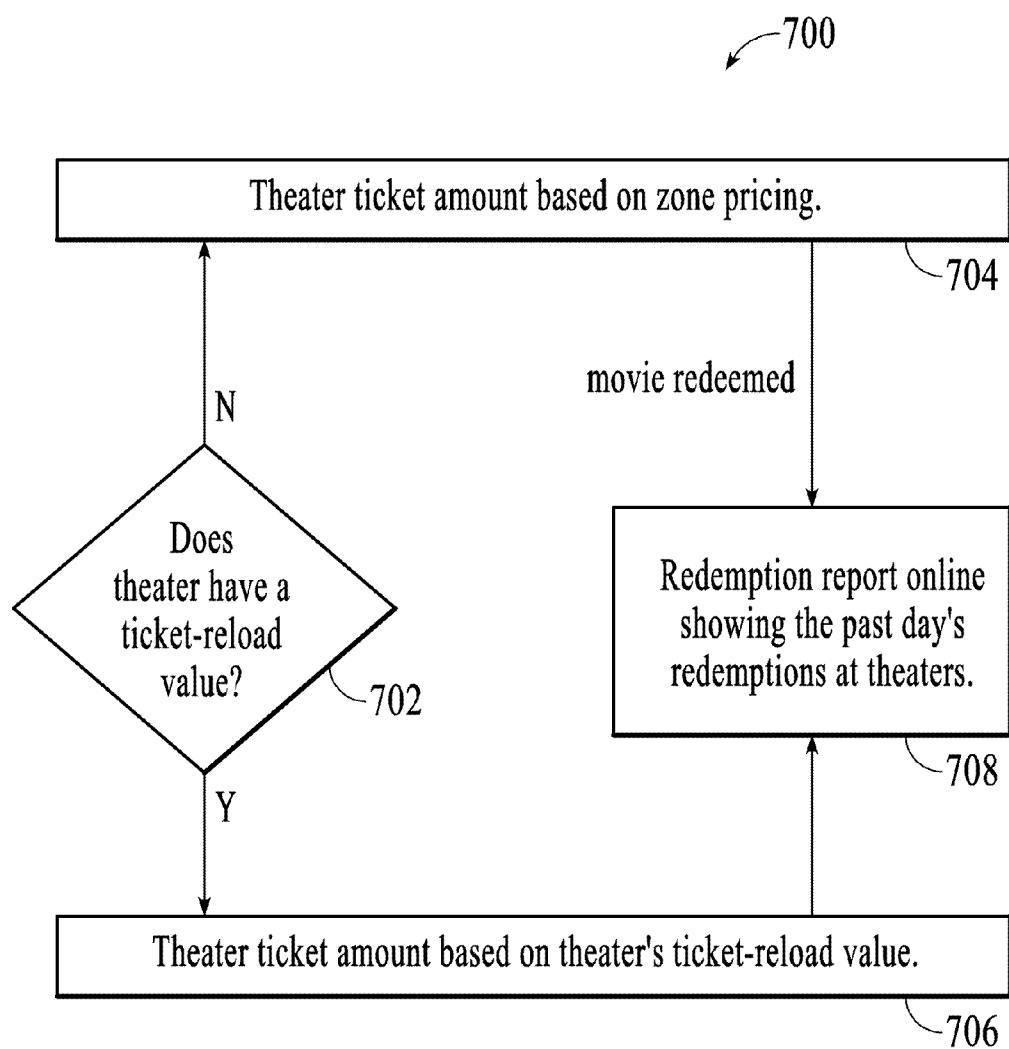 700
Theater ticket amount based on zone pricing.
704
movie redeemed
N
Does
theater have a
ticket-reload
value?
702
Redemption report online
showing the past day's
redemptions at theaters.
708
Y
Theater ticket amount based on theater's ticket-reload value.
706